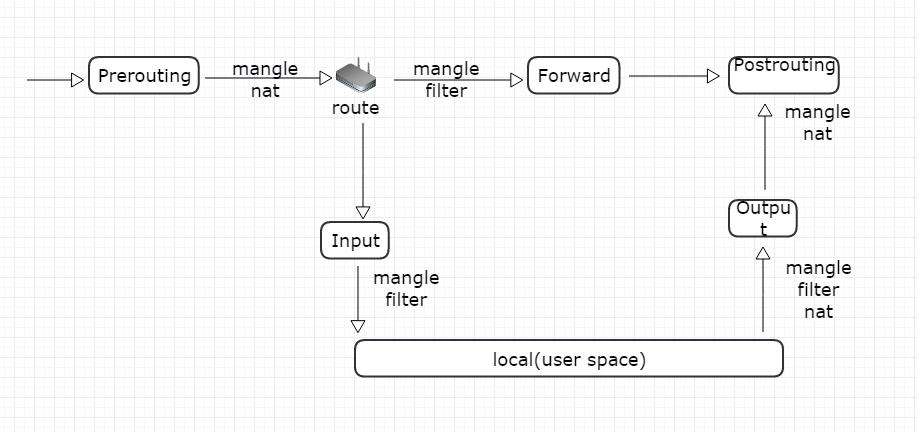 Prerouting
mangle
nat
route
mangle
filter
Forward
Postrouting
mangle
nat
Outpu
t
Input
mangle
filter
mangle
filter
nat
local(user space)